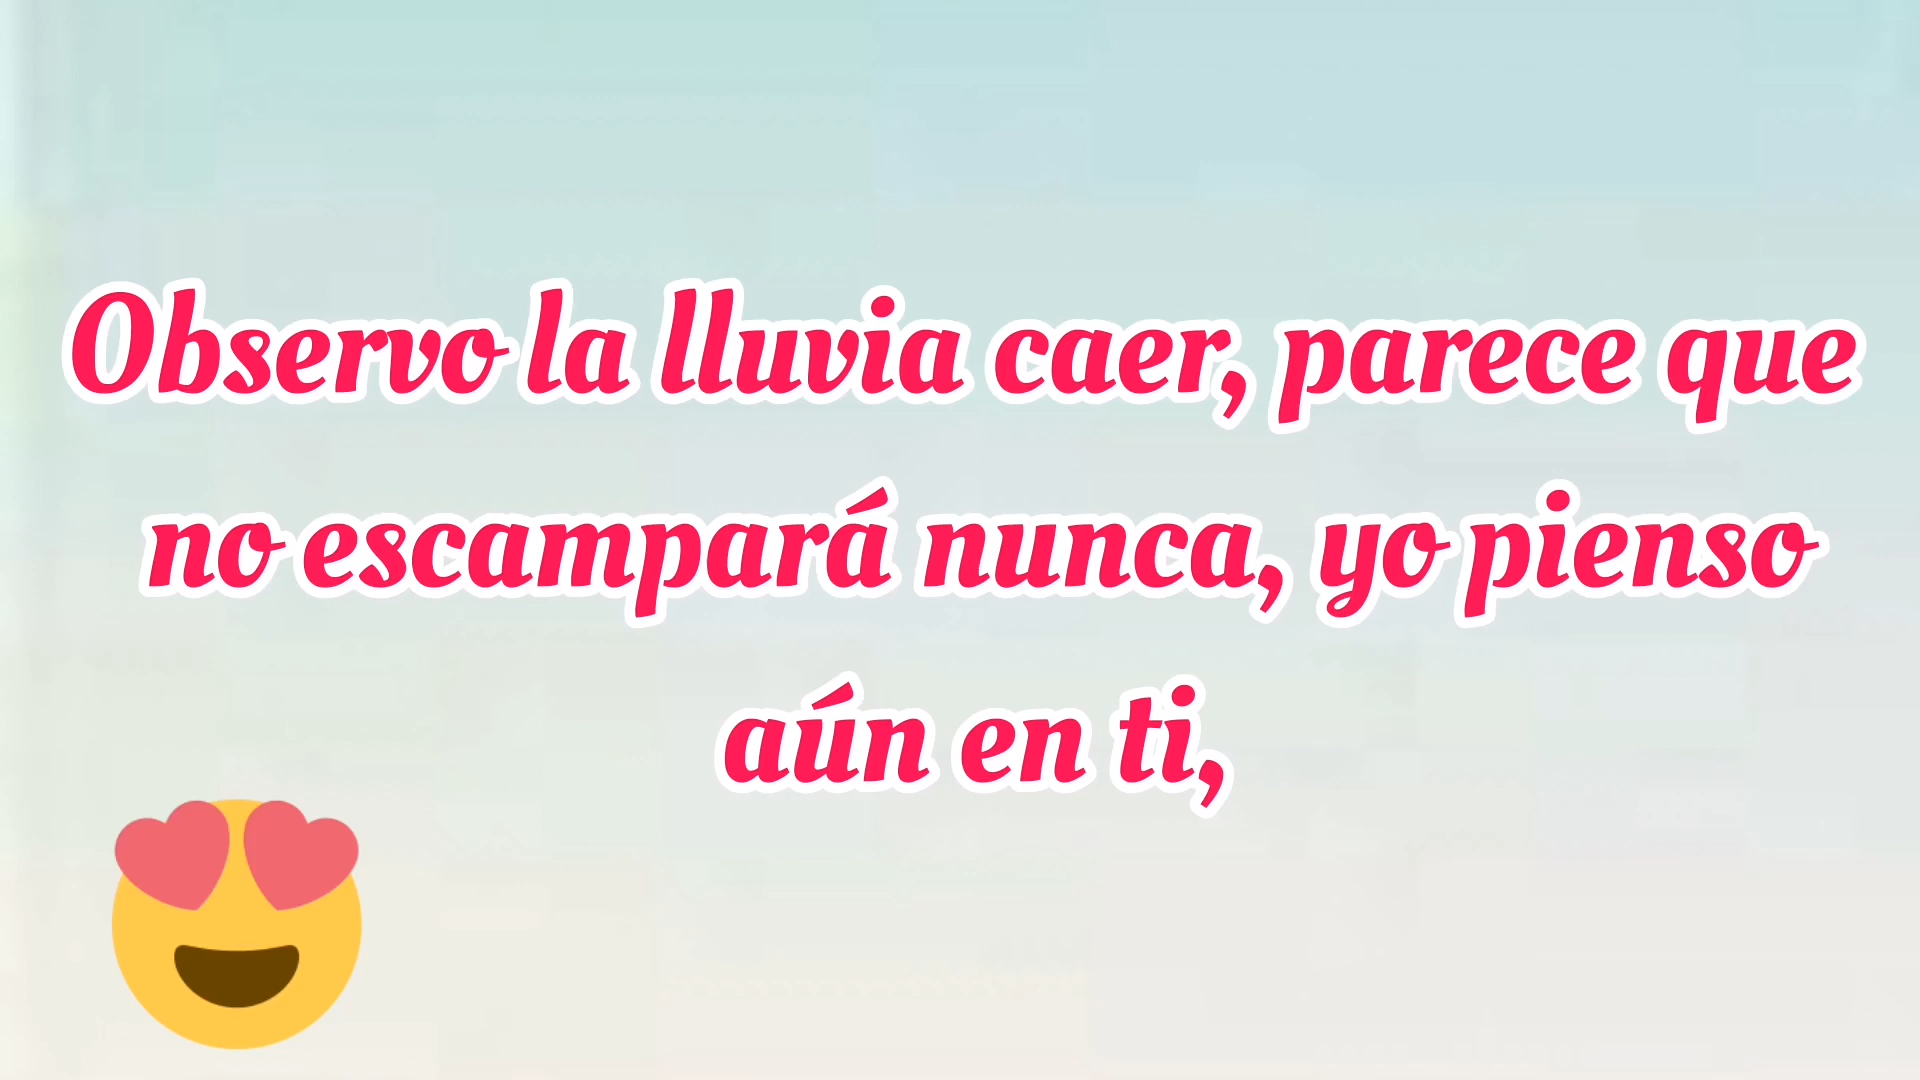 Observo la lluvia caer, parece que
no escampará nunca, yo pienso
aún en ti,